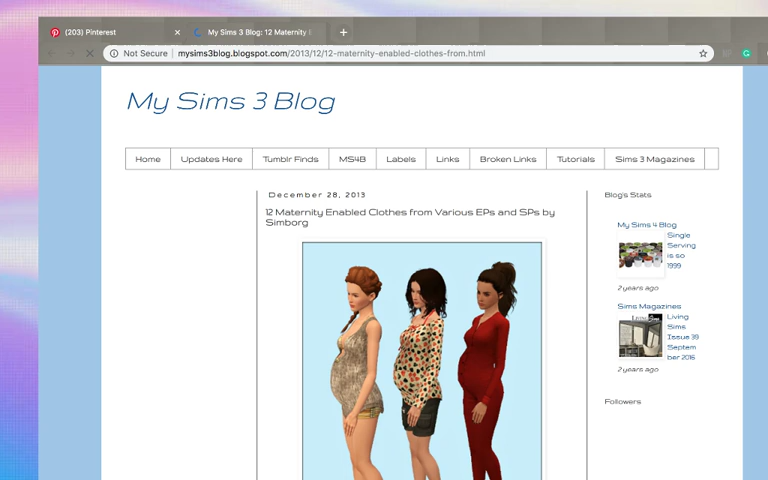 (203) Pinterest
My Sims 3 Blog: 12 Maternity
Not Secure
mysims3blog.blogspot.com/2013/12/12-maternity-enabled-clothes-from.html
My Sims 3 Blog
Home
Updates Here
Tumblr Finds
MS4B
Labels
Links
Broken Links
Tutorials
Sims 3 Magazines
December 28, 2013
12 Maternity Enabled Clothes from Various EPs and SPs by
Simborg
Blog's Stats
My Sims 4 Blog
Single
Serving
is so
1999
2 years ago
Sims Magazines
Living
Sims
Issue 39
Septem
ber 2016
2 years ago
Followers